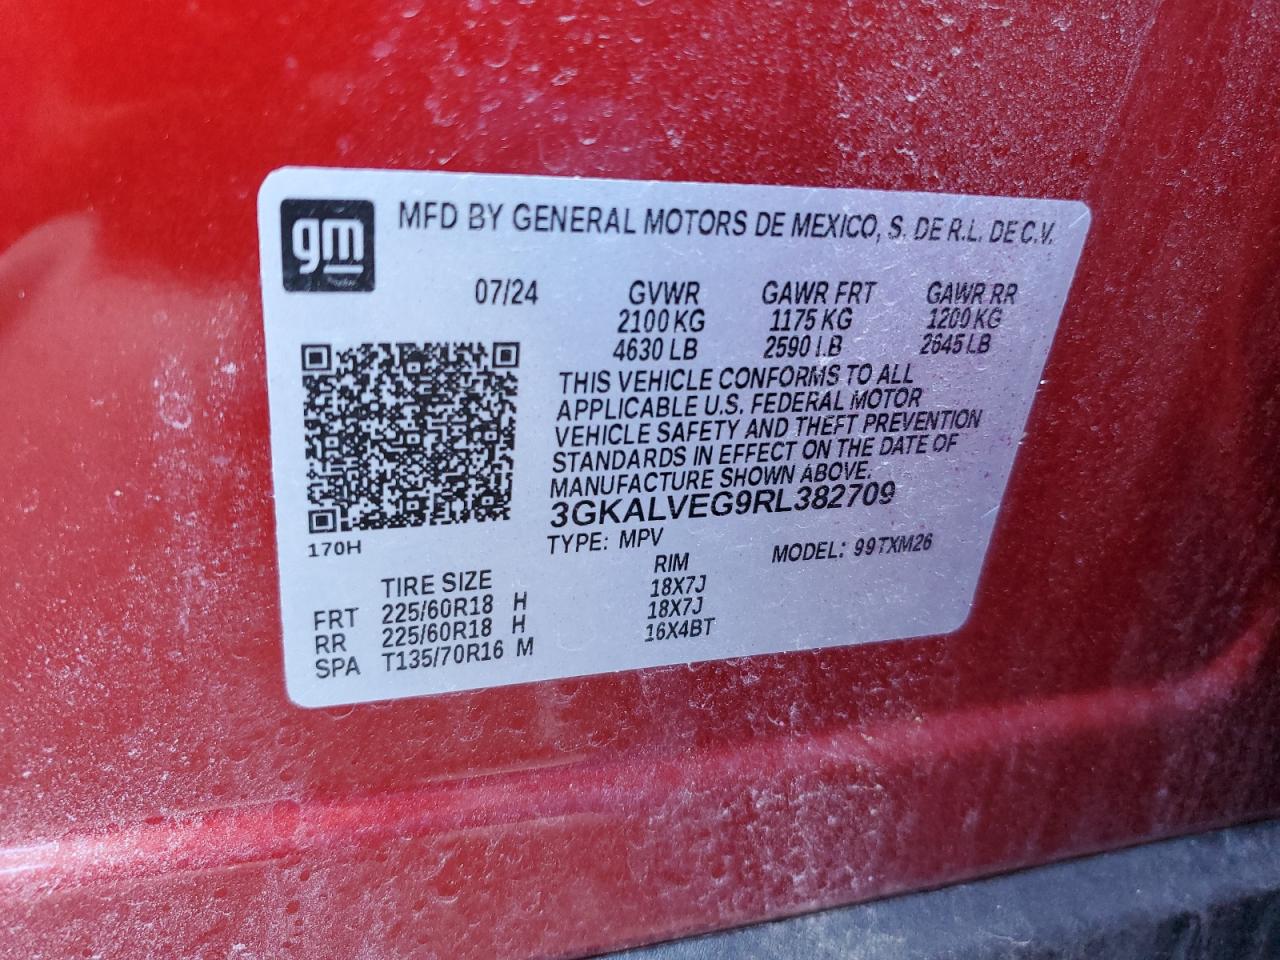 gm
MFD BY GENERAL MOTORS DE MEXICO, S. DE R.L. DE C.V.
07/24 GVWR GAWR FRT GAWR RR
2100 KG 1175 KG 1200 KG
4630 LB 2590 LB 2645 LB
THIS VEHICLE CONFORMS TO ALL
APPLICABLE U.S. FEDERAL MOTOR
VEHICLE SAFETY AND THEFT PREVENTION
STANDARDS IN EFFECT ON THE DATE OF
MANUFACTURE SHOWN ABOVE.
3GKALVEG9RL382709
170H
TYPE: MPV MODEL: 99TXM26
TIRE SIZE RIM
FRT 225/60R18 H 18X7J
RR 225/60R18 H 18X7J
SPA T135/70R16 M 16X4BT